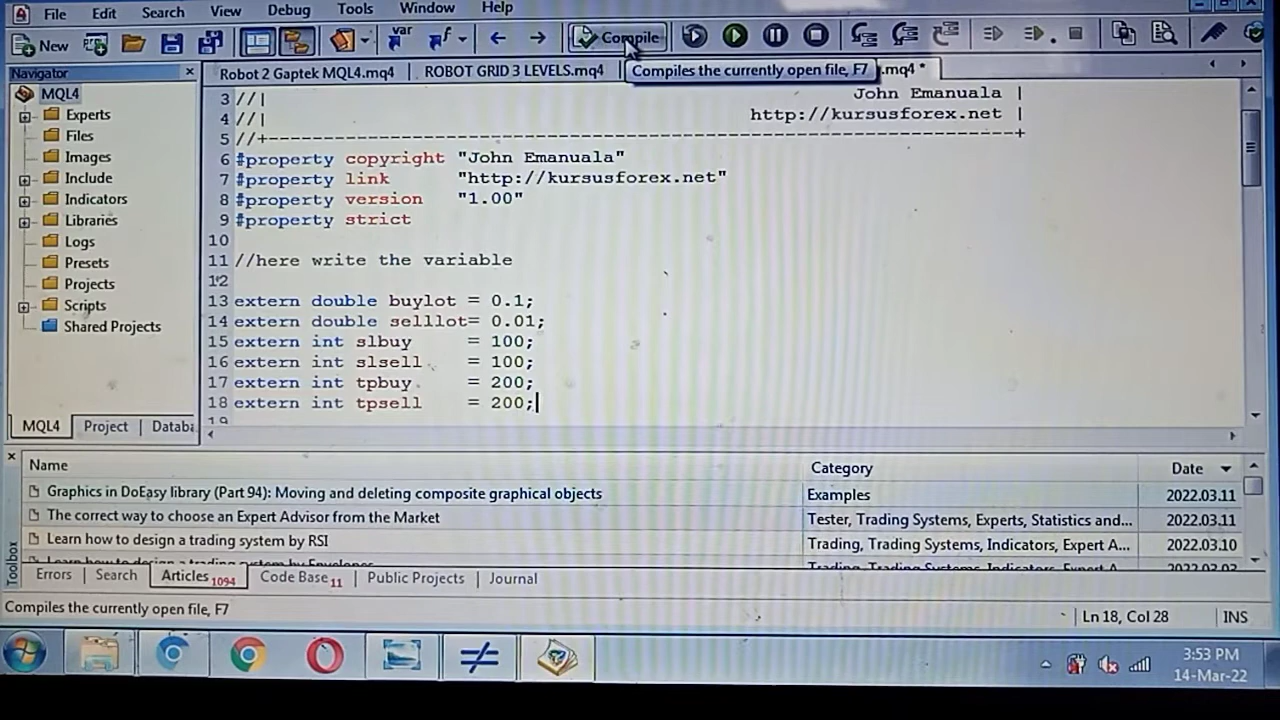 File Edit Search View Debug Tools Window Help
New var Compile
Navigator × Robot 2 Gaptek MQL4.mq4 ROBOT GRID 3 LEVELS.mq4 Compiles the currently open file, F7 .mq4 *
MQL4
Experts
Files
Images
Include
Indicators
Libraries
Logs
Presets
Projects
Scripts
Shared Projects
MQL4 Project Databa
3 //| John Emanuala |
4 //| http://kursusforex.net |
5 //+------------------------------------------------------------------+
6 #property copyright "John Emanuala"
7 #property link "http://kursusforex.net"
8 #property version "1.00"
9 #property strict
10
11 //here write the variable
12
13 extern double buylot = 0.1;
14 extern double selllot= 0.01;
15 extern int slbuy = 100;
16 extern int slsell = 100;
17 extern int tpbuy = 200;
18 extern int tpsell = 200;
19
Name Category Date
Graphics in DoEasy library (Part 94): Moving and deleting composite graphical objects Examples 2022.03.11
The correct way to choose an Expert Advisor from the Market Tester, Trading Systems, Experts, Statistics and... 2022.03.11
Learn how to design a trading system by RSI Trading, Trading Systems, Indicators, Expert A... 2022.03.10
Toolbox
Errors Search Articles 1094 Code Base 11 Public Projects Journal
Compiles the currently open file, F7 Ln 18, Col 28 INS
3:53 PM
14-Mar-22